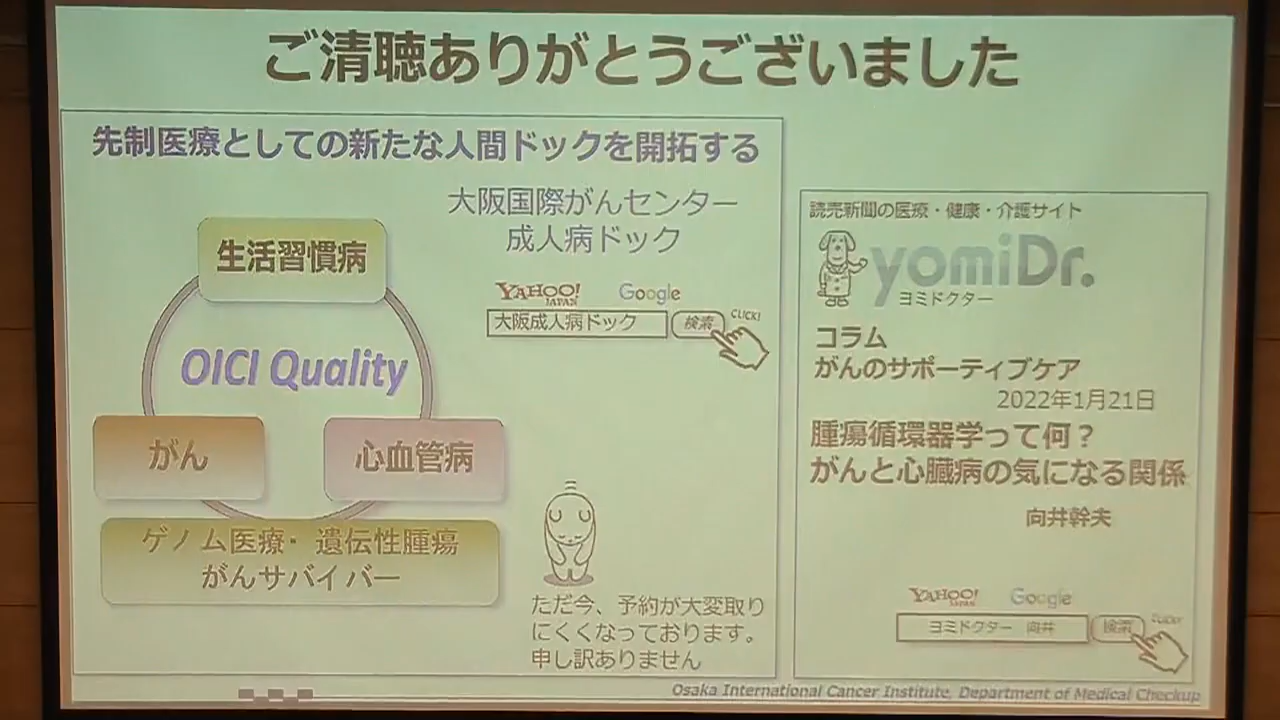 ご清聴ありがとうございました
先制医療としての新たな人間ドックを開拓する
大阪国際がんセンター
成人病ドック
生活習慣病
OICI Quality
がん
心血管病
ゲノム医療・遺伝性腫瘍
がんサバイバー
YAHOO! JAPAN Google
大阪成人病ドック 検索 CLICK!
ただ今、予約が大変取り
にくくなっております。
申し訳ありません
読売新聞の医療・健康・介護サイト
yomiDr.
ヨミドクター
コラム
がんのサポーティブケア
2022年1月21日
腫瘍循環器学って何？
がんと心臓病の気になる関係
向井幹夫
YAHOO! JAPAN Google
ヨミドクター 向井 検索 CLICK!
Osaka International Cancer Institute, Department of Medical Checkup